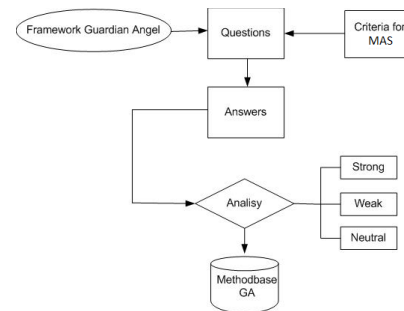 Framework Guardian Angel
Questions
Criteria for
MAS
Answers
Strong
Analisy
Weak
Neutral
Methodbase
GA